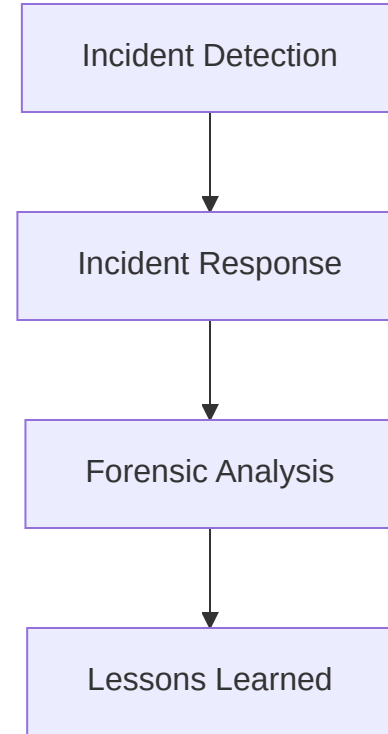 Incident Detection
Incident Response
Forensic Analysis
Lessons Learned